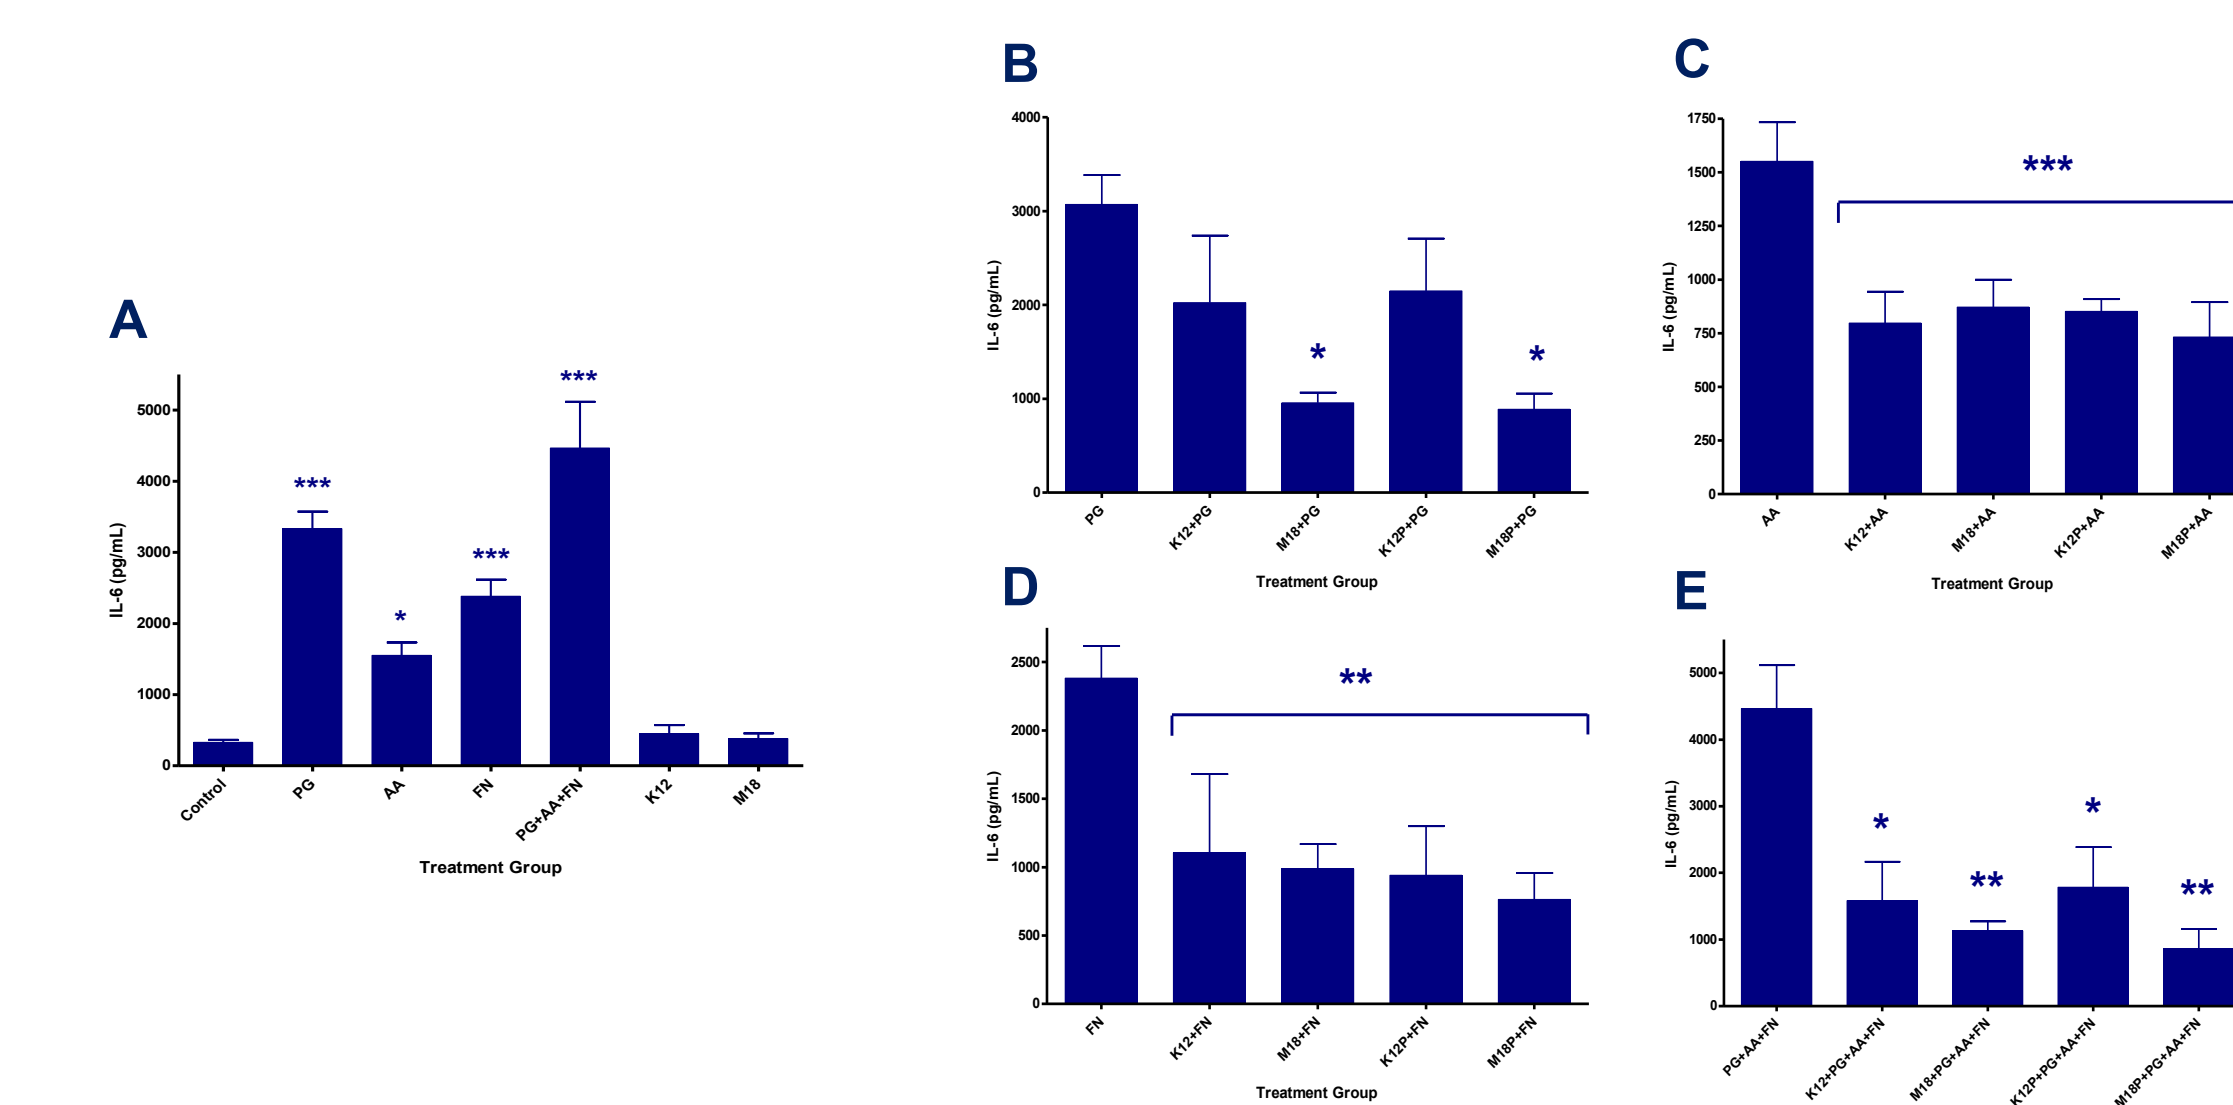 A
IL-6 (pg/mL)
5000
4000
3000
2000
1000
0
***
*
***
***
Control
PG
AA
FN
PG+AA+FN
K12
M18
Treatment Group
B
IL-6 (pg/mL)
4000
3000
2000
1000
0
*
*
PG
K12+PG
M18+PG
K12P+PG
M18P+PG
Treatment Group
C
IL-6 (pg/mL)
1750
1500
1250
1000
750
500
250
0
***
AA
K12+AA
M18+AA
K12P+AA
M18P+AA
Treatment Group
D
IL-6 (pg/mL)
2500
2000
1500
1000
500
0
**
FN
K12+FN
M18+FN
K12P+FN
M18P+FN
Treatment Group
E
IL-6 (pg/mL)
5000
4000
3000
2000
1000
0
*
**
*
**
PG+AA+FN
K12+PG+AA+FN
M18+PG+AA+FN
K12P+PG+AA+FN
M18P+PG+AA+FN